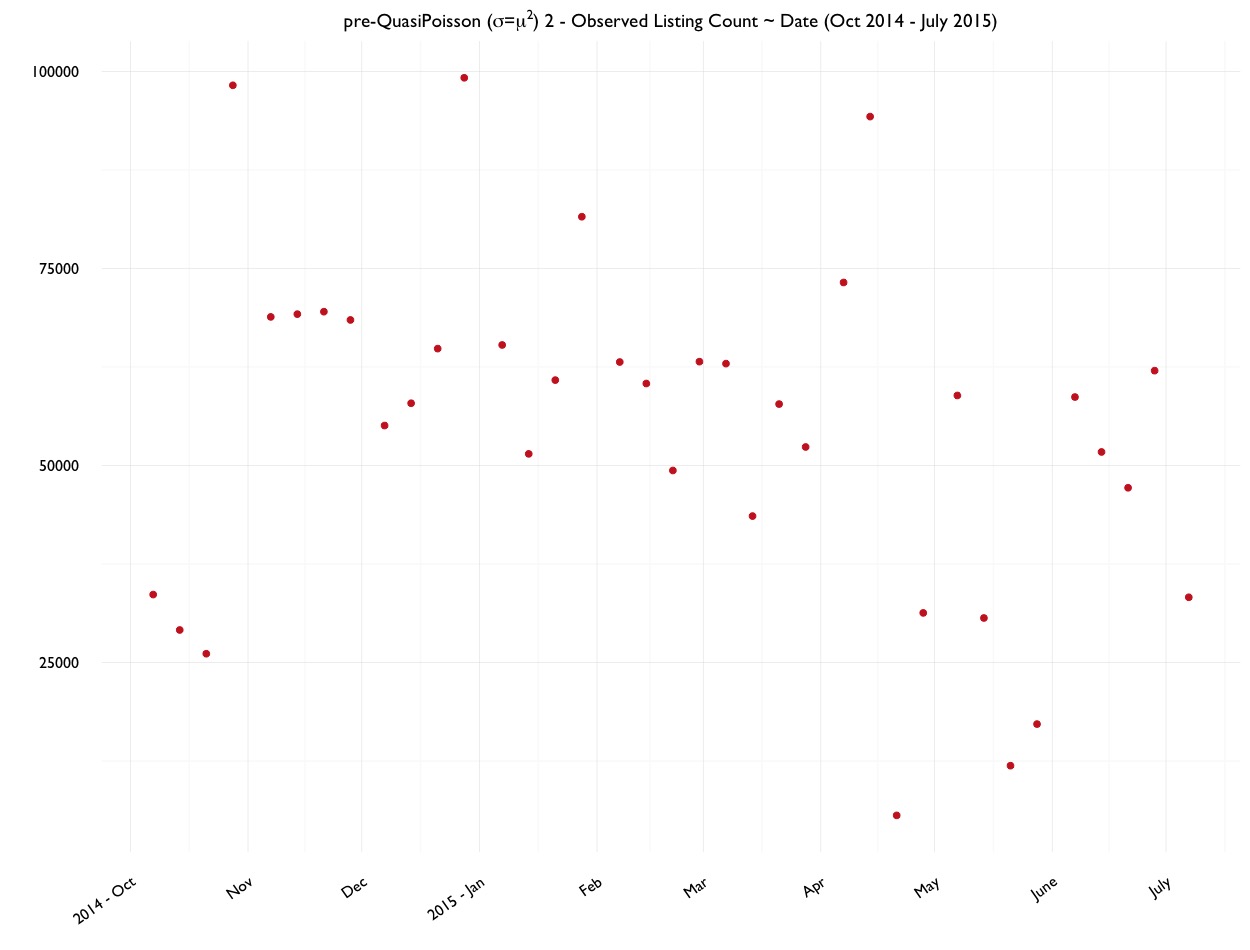 pre-QuasiPoisson (σ=μ²) 2 - Observed Listing Count ~ Date (Oct 2014 - July 2015)
100000
75000
50000
25000
2014 - Oct
Nov
Dec
2015 - Jan
Feb
Mar
Apr
May
June
July